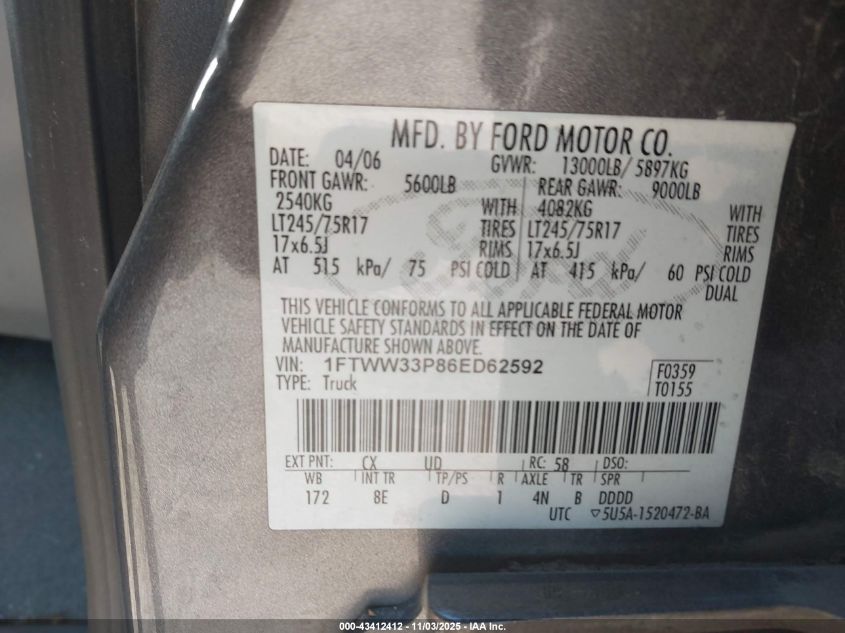 MFD. BY FORD MOTOR CO.
DATE: 04/06 GVWR: 13000LB/ 5897KG
FRONT GAWR: 5600LB REAR GAWR: 9000LB
2540KG WITH 4082KG WITH
LT245/75R17 TIRES LT245/75R17 TIRES
17x6.5J RIMS 17x6.5J RIMS
AT 515 kPa/ 75 PSI COLD AT 415 kPa/ 60 PSI COLD
DUAL
THIS VEHICLE CONFORMS TO ALL APPLICABLE FEDERAL MOTOR
VEHICLE SAFETY STANDARDS IN EFFECT ON THE DATE OF
MANUFACTURE SHOWN ABOVE.
VIN: 1FTWW33P86ED62592
TYPE: Truck
F0359
T0155
EXT PNT: CX UD RC: 58 DSO:
WB INT TR TP/PS R AXLE TR SPR
172 8E D 1 4N B DDDD
UTC ▽5U5A-1520472-BA
000-43412412 - 11/03/2025 - IAA Inc.